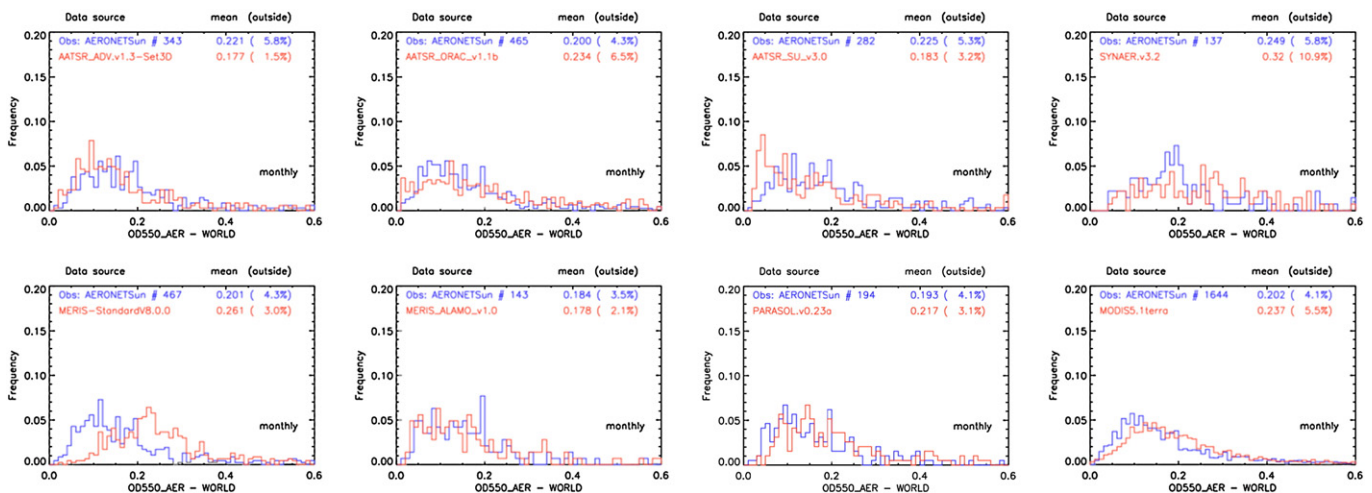 Data source mean (outside)
Obs: AERONETSun # 343 0.221 ( 5.8%)
AATSR_ADV.v1.3-Set3D 0.177 ( 1.5%)
0.20
0.15
0.10
0.05
0.00
Frequency
monthly
0.0 0.2 0.4 0.6
OD550_AER - WORLD
Data source mean (outside)
Obs: AERONETSun # 465 0.200 ( 4.3%)
AATSR_ORAC_v1.1b 0.234 ( 6.5%)
0.20
0.15
0.10
0.05
0.00
Frequency
monthly
0.0 0.2 0.4 0.6
OD550_AER - WORLD
Data source mean (outside)
Obs: AERONETSun # 282 0.225 ( 5.3%)
AATSR_SU_v3.0 0.183 ( 3.2%)
0.20
0.15
0.10
0.05
0.00
Frequency
monthly
0.0 0.2 0.4 0.6
OD550_AER - WORLD
Data source mean (outside)
Obs: AERONETSun # 137 0.249 ( 5.8%)
SYNAER.v3.2 0.32 ( 10.9%)
0.20
0.15
0.10
0.05
0.00
Frequency
monthly
0.0 0.2 0.4 0.6
OD550_AER - WORLD
Data source mean (outside)
Obs: AERONETSun # 467 0.201 ( 4.3%)
MERIS-StandardV8.0.0 0.261 ( 3.0%)
0.20
0.15
0.10
0.05
0.00
Frequency
monthly
0.0 0.2 0.4 0.6
OD550_AER - WORLD
Data source mean (outside)
Obs: AERONETSun # 143 0.184 ( 3.5%)
MERIS_ALAMO_v1.0 0.178 ( 2.1%)
0.20
0.15
0.10
0.05
0.00
Frequency
monthly
0.0 0.2 0.4 0.6
OD550_AER - WORLD
Data source mean (outside)
Obs: AERONETSun # 194 0.193 ( 4.1%)
PARASOL.v0.23a 0.217 ( 3.1%)
0.20
0.15
0.10
0.05
0.00
Frequency
monthly
0.0 0.2 0.4 0.6
OD550_AER - WORLD
Data source mean (outside)
Obs: AERONETSun # 1644 0.202 ( 4.1%)
MODIS5.1terra 0.237 ( 5.5%)
0.20
0.15
0.10
0.05
0.00
Frequency
monthly
0.0 0.2 0.4 0.6
OD550_AER - WORLD